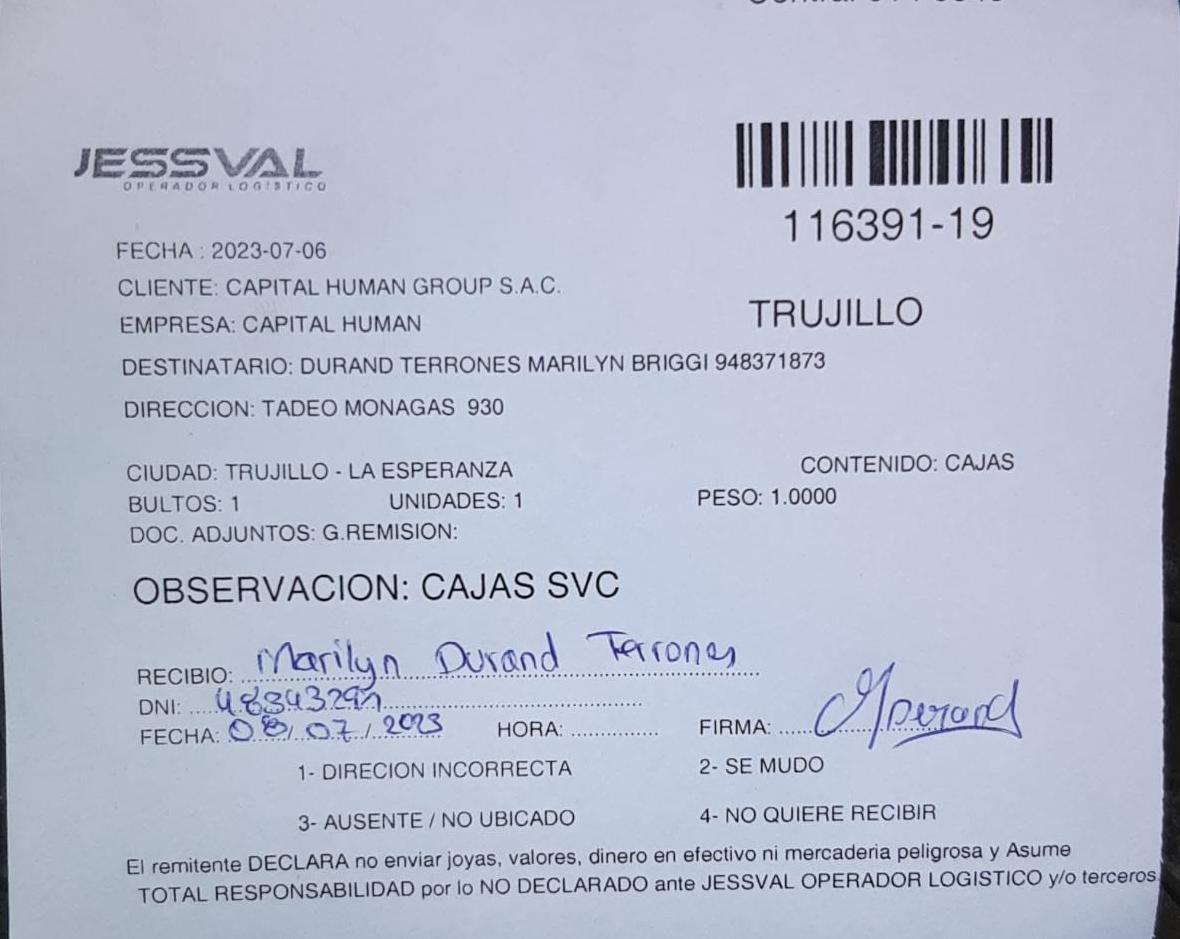 JESSVAL
OPERADOR LOGISTICO
116391-19
FECHA : 2023-07-06
CLIENTE: CAPITAL HUMAN GROUP S.A.C.
EMPRESA: CAPITAL HUMAN
TRUJILLO
DESTINATARIO: DURAND TERRONES MARILYN BRIGGI 948371873
DIRECCION: TADEO MONAGAS 930
CIUDAD: TRUJILLO - LA ESPERANZA CONTENIDO: CAJAS
BULTOS: 1 UNIDADES: 1 PESO: 1.0000
DOC. ADJUNTOS: G.REMISION:
OBSERVACION: CAJAS SVC
RECIBIO: Marilyn Durand Terrones
DNI:
FECHA: 08/07/2023 HORA: .............. FIRMA:
1- DIRECION INCORRECTA 2- SE MUDO
3- AUSENTE / NO UBICADO 4- NO QUIERE RECIBIR
El remitente DECLARA no enviar joyas, valores, dinero en efectivo ni mercaderia peligrosa y Asume
TOTAL RESPONSABILIDAD por lo NO DECLARADO ante JESSVAL OPERADOR LOGISTICO y/o terceros